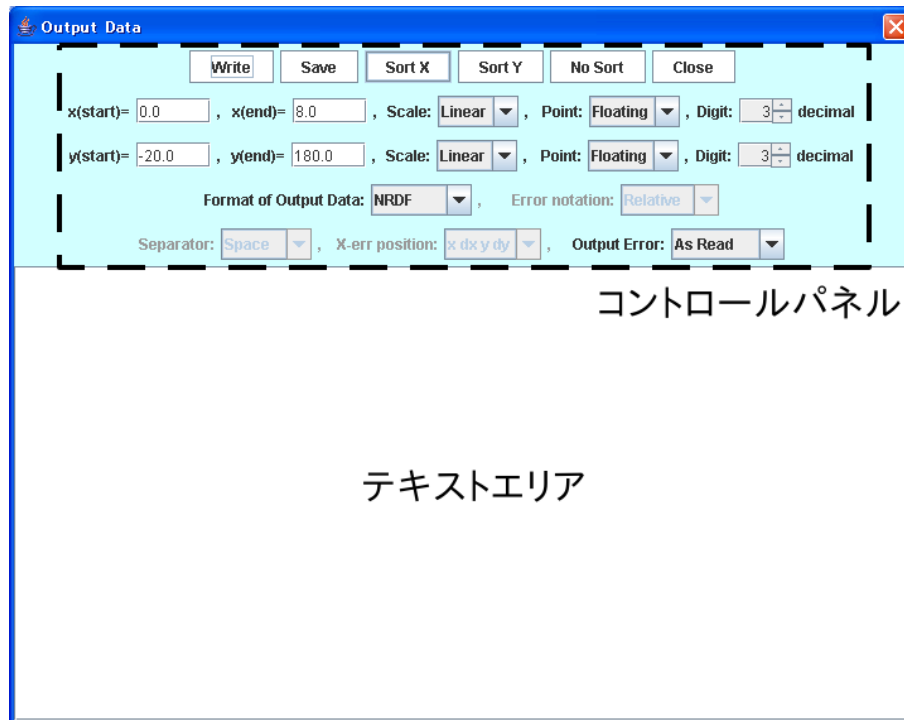 Output Data
Write Save Sort X Sort Y No Sort Close
x(start)= 0.0 , x(end)= 8.0 , Scale: Linear , Point: Floating , Digit: 3 decimal
y(start)= -20.0 , y(end)= 180.0 , Scale: Linear , Point: Floating , Digit: 3 decimal
Format of Output Data: NRDF , Error notation: Relative
Separator: Space , X-err position: x dx y dy , Output Error: As Read
コントロールパネル
テキストエリア